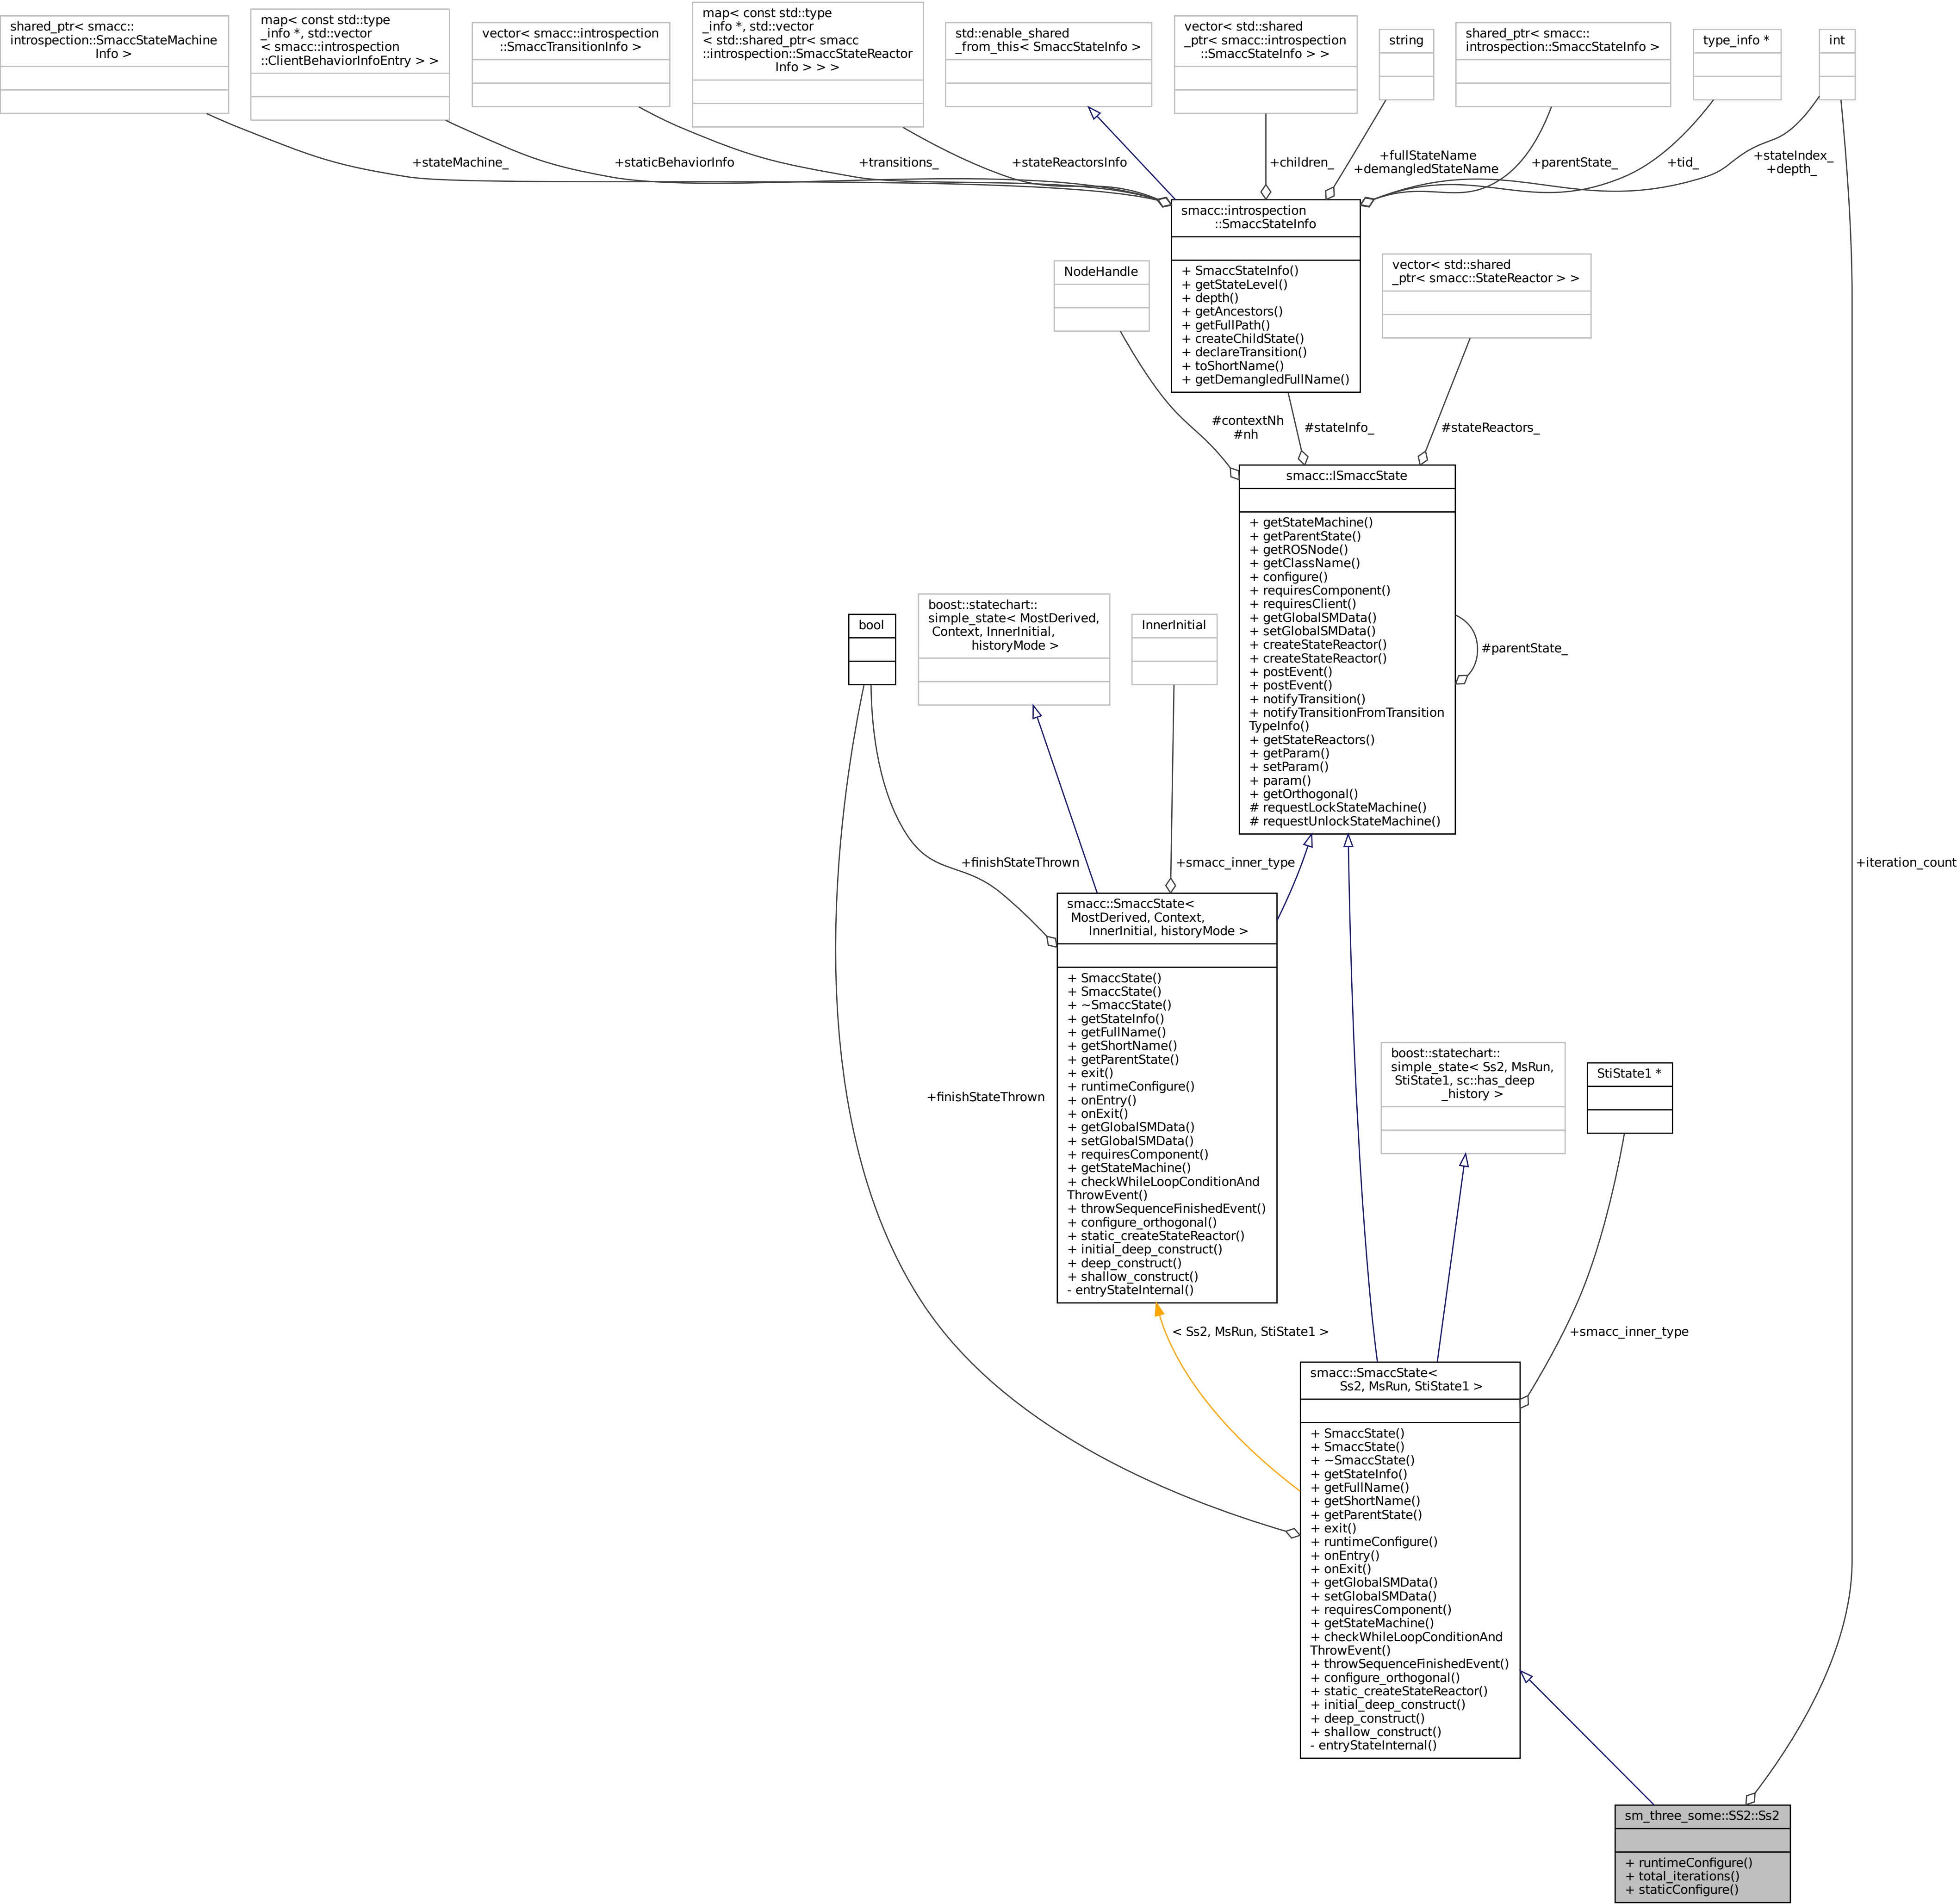 shared_ptr< smacc::
introspection::SmaccStateMachine
Info >
map< const std::type
_info *, std::vector
< smacc::introspection
::ClientBehaviorInfoEntry > >
vector< smacc::introspection
::SmaccTransitionInfo >
map< const std::type
_info *, std::vector
< std::shared_ptr< smacc
::introspection::SmaccStateReactor
Info > > >
std::enable_shared
_from_this< SmaccStateInfo >
vector< std::shared
_ptr< smacc::introspection
::SmaccStateInfo > >
string
shared_ptr< smacc::
introspection::SmaccStateInfo >
type_info *
int
+stateMachine_
+staticBehaviorInfo
+transitions_
+stateReactorsInfo
+children_
+fullStateName
+demangledStateName
+parentState_
+tid_
+stateIndex_
+depth_
smacc::introspection
::SmaccStateInfo
+ SmaccStateInfo()
+ getStateLevel()
+ depth()
+ getAncestors()
+ getFullPath()
+ createChildState()
+ declareTransition()
+ toShortName()
+ getDemangledFullName()
NodeHandle
vector< std::shared
_ptr< smacc::StateReactor > >
#contextNh
#nh
#stateInfo_
#stateReactors_
smacc::ISmaccState
+ getStateMachine()
+ getParentState()
+ getROSNode()
+ getClassName()
+ configure()
+ requiresComponent()
+ requiresClient()
+ getGlobalSMData()
+ setGlobalSMData()
+ createStateReactor()
+ createStateReactor()
+ postEvent()
+ postEvent()
+ notifyTransition()
+ notifyTransitionFromTransition
TypeInfo()
+ getStateReactors()
+ getParam()
+ setParam()
+ param()
+ getOrthogonal()
# requestLockStateMachine()
# requestUnlockStateMachine()
#parentState_
bool
boost::statechart::
simple_state< MostDerived,
Context, InnerInitial,
historyMode >
InnerInitial
+finishStateThrown
+smacc_inner_type
+iteration_count
smacc::SmaccState<
MostDerived, Context,
InnerInitial, historyMode >
+ SmaccState()
+ SmaccState()
+ ~SmaccState()
+ getStateInfo()
+ getFullName()
+ getShortName()
+ getParentState()
+ exit()
+ runtimeConfigure()
+ onEntry()
+ onExit()
+ getGlobalSMData()
+ setGlobalSMData()
+ requiresComponent()
+ getStateMachine()
+ checkWhileLoopConditionAnd
ThrowEvent()
+ throwSequenceFinishedEvent()
+ configure_orthogonal()
+ static_createStateReactor()
+ initial_deep_construct()
+ deep_construct()
+ shallow_construct()
- entryStateInternal()
+finishStateThrown
boost::statechart::
simple_state< Ss2, MsRun,
StiState1, sc::has_deep
_history >
StiState1 *
< Ss2, MsRun, StiState1 >
+smacc_inner_type
smacc::SmaccState<
Ss2, MsRun, StiState1 >
+ SmaccState()
+ SmaccState()
+ ~SmaccState()
+ getStateInfo()
+ getFullName()
+ getShortName()
+ getParentState()
+ exit()
+ runtimeConfigure()
+ onEntry()
+ onExit()
+ getGlobalSMData()
+ setGlobalSMData()
+ requiresComponent()
+ getStateMachine()
+ checkWhileLoopConditionAnd
ThrowEvent()
+ throwSequenceFinishedEvent()
+ configure_orthogonal()
+ static_createStateReactor()
+ initial_deep_construct()
+ deep_construct()
+ shallow_construct()
- entryStateInternal()
sm_three_some::SS2::Ss2
+ runtimeConfigure()
+ total_iterations()
+ staticConfigure()